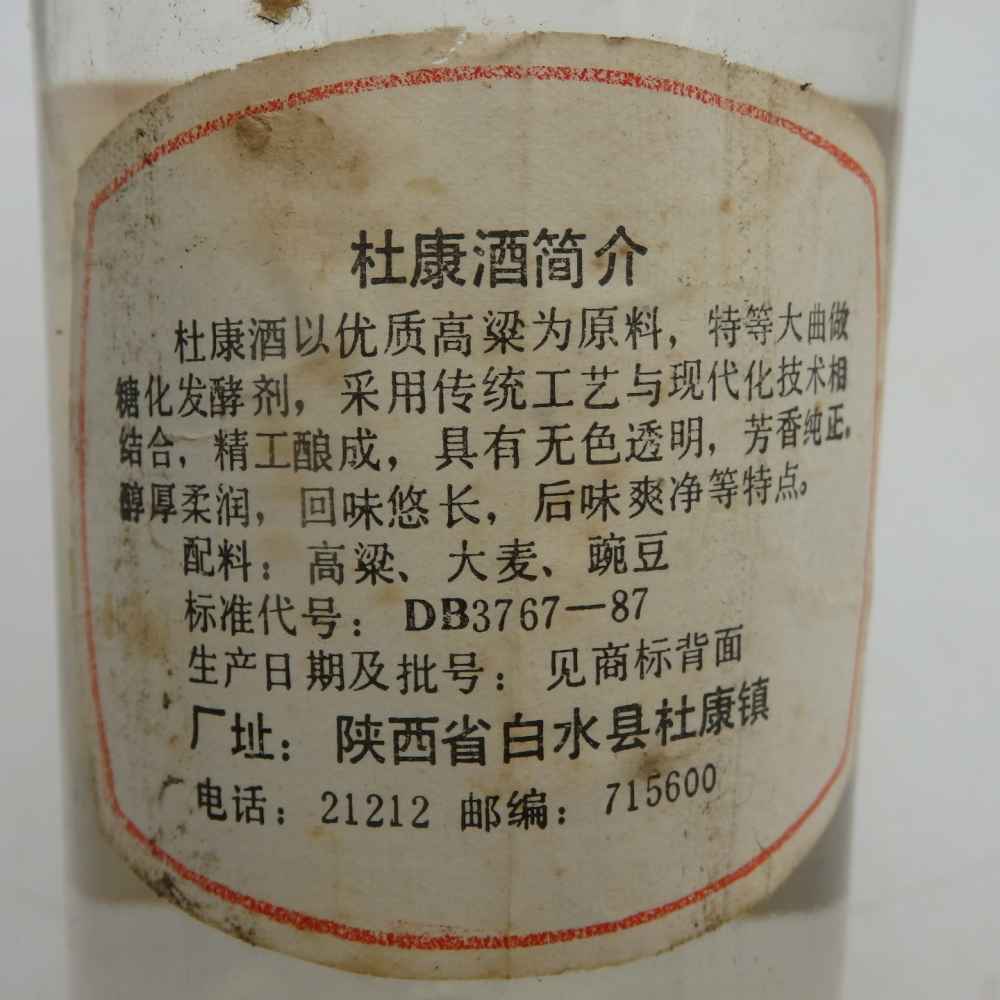 杜康酒简介
杜康酒以优质高粱为原料，特等大曲做
糖化发酵剂，采用传统工艺与现代化技术相
结合，精工酿成，具有无色透明，芳香纯正。
醇厚柔润，回味悠长，后味爽净等特点。
配料：高粱、大麦、豌豆
标准代号：DB3767—87
生产日期及批号：见商标背面
厂址：陕西省白水县杜康镇
电话：21212 邮编：715600